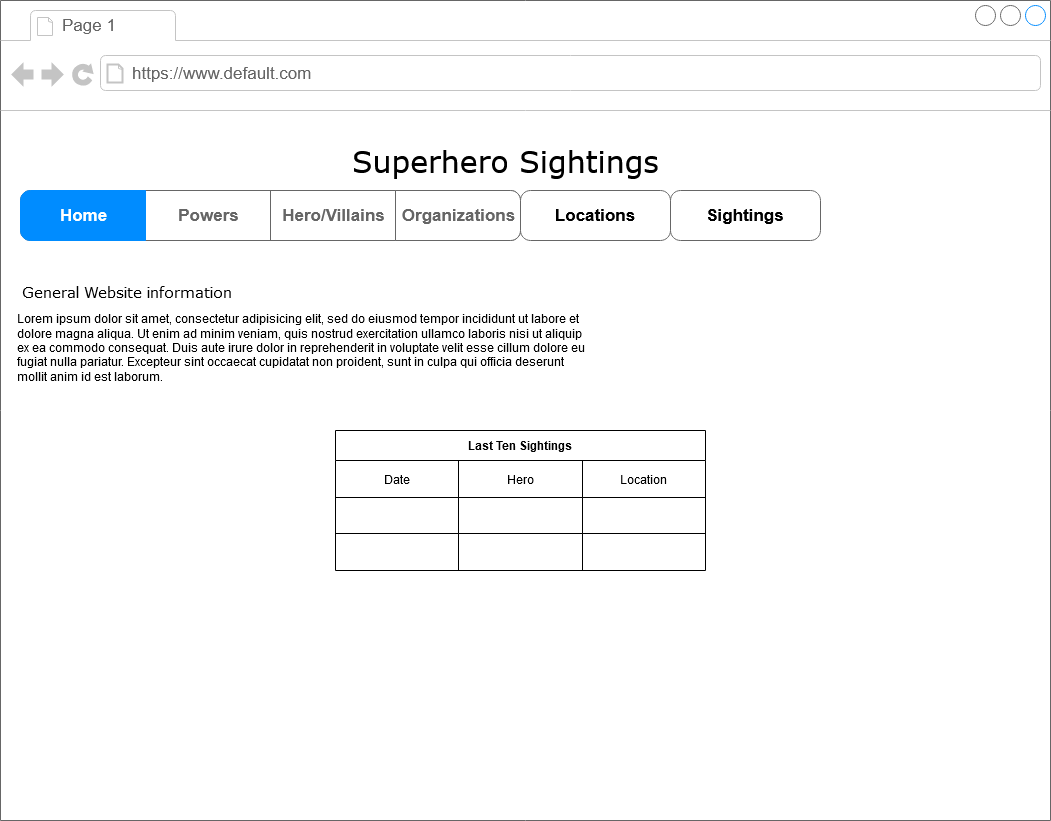 Page 1
https://www.default.com
Superhero Sightings
Home Powers Hero/Villains Organizations Locations Sightings
General Website information
Lorem ipsum dolor sit amet, consectetur adipisicing elit, sed do eiusmod tempor incididunt ut labore et
dolore magna aliqua. Ut enim ad minim veniam, quis nostrud exercitation ullamco laboris nisi ut aliquip
ex ea commodo consequat. Duis aute irure dolor in reprehenderit in voluptate velit esse cillum dolore eu
fugiat nulla pariatur. Excepteur sint occaecat cupidatat non proident, sunt in culpa qui officia deserunt
mollit anim id est laborum.
Last Ten Sightings
Date Hero Location